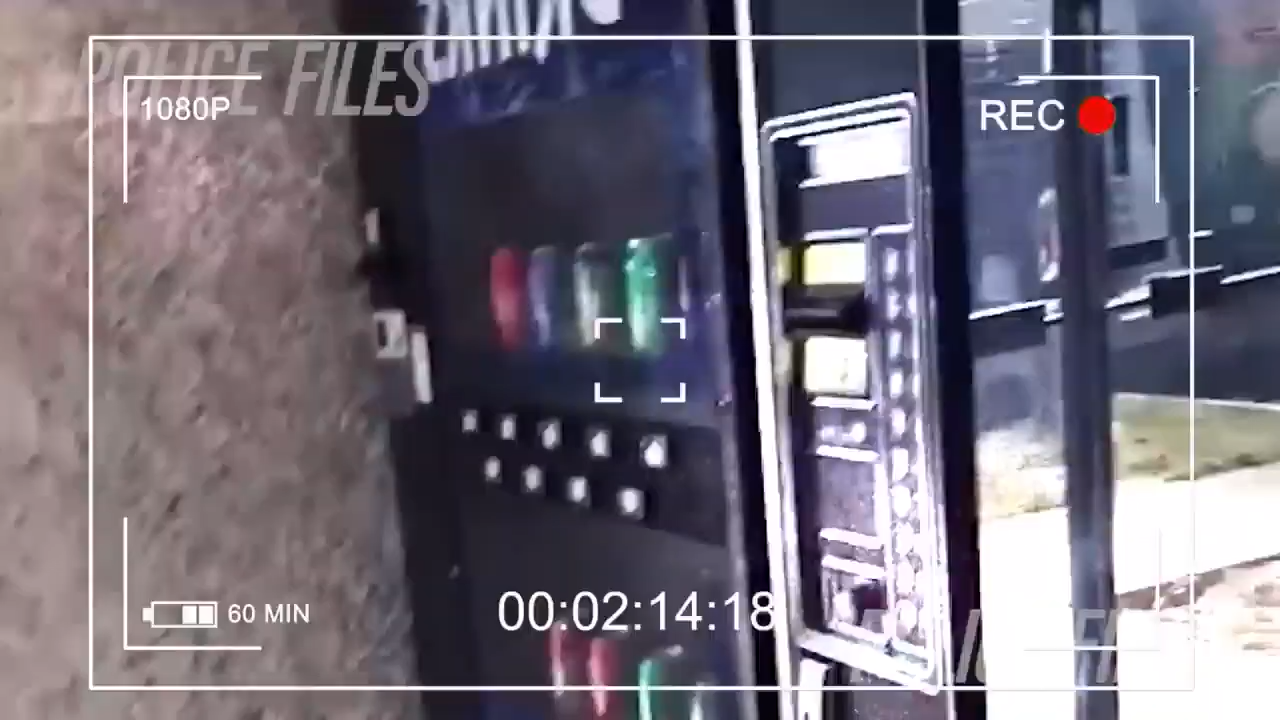 POLICE FILES
1080P
REC
60 MIN
00:02:14:18